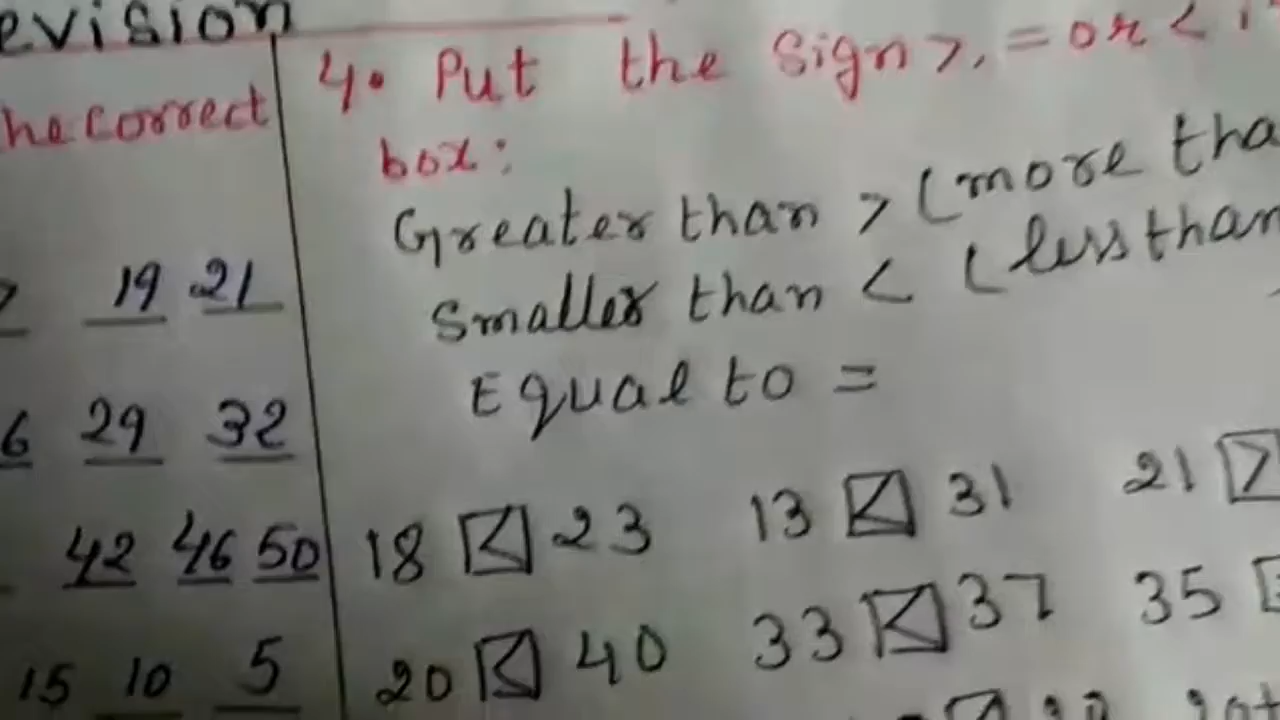 evision
he correct
19 21
6 29 32
42 46 50
15 10 5
4. Put the sign >, = or < i
box:
Greater than > (more tha
Smaller than < (less than
Equal to =
18 < 23 13 < 31 21 >
20 < 40 33 < 37 35